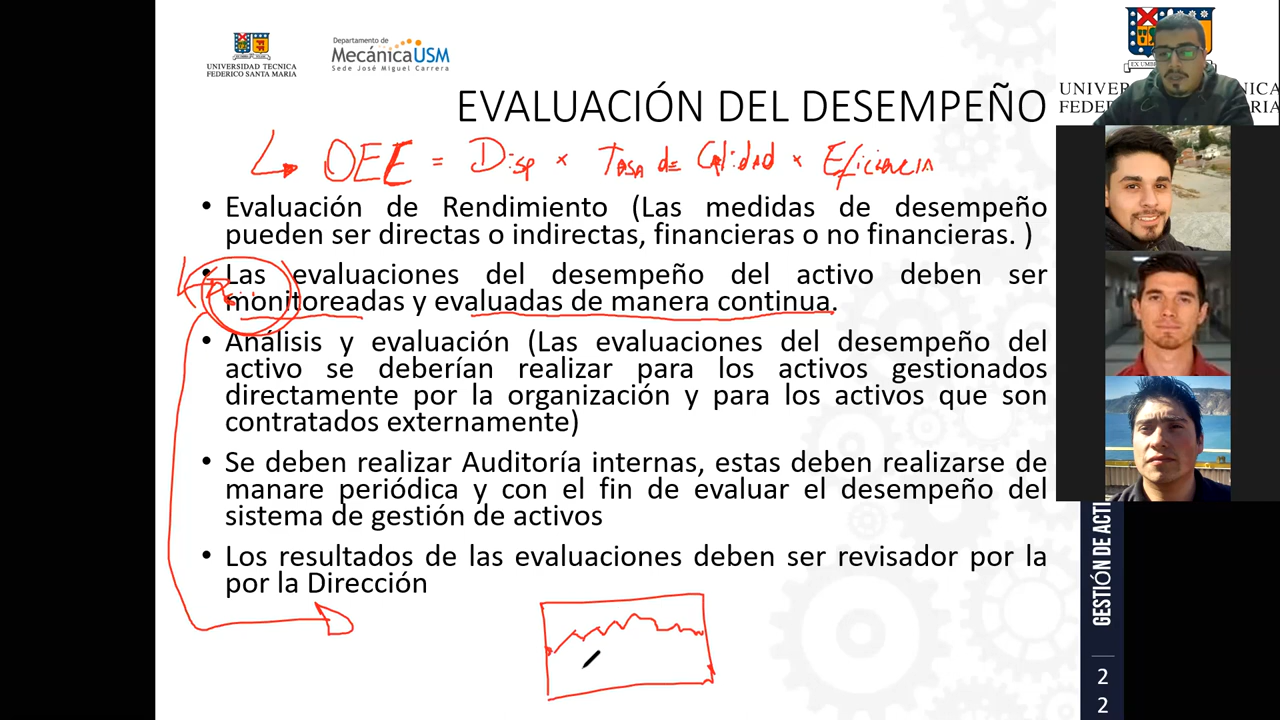 UNIVERSIDAD TECNICA
FEDERICO SANTA MARIA
Departamento de
MecánicaUSM
Sede José Miguel Carrera
EVALUACIÓN DEL DESEMPEÑO
OEE = Disp × Tasa de Calidad × Eficiencia
• Evaluación de Rendimiento (Las medidas de desempeño
pueden ser directas o indirectas, financieras o no financieras. )
• Las evaluaciones del desempeño del activo deben ser
monitoreadas y evaluadas de manera continua.
• Análisis y evaluación (Las evaluaciones del desempeño del
activo se deberían realizar para los activos gestionados
directamente por la organización y para los activos que son
contratados externamente)
• Se deben realizar Auditoría internas, estas deben realizarse de
manare periódica y con el fin de evaluar el desempeño del
sistema de gestión de activos
• Los resultados de las evaluaciones deben ser revisador por la
por la Dirección
EX UMB
UNIVER NICA
FEDER ARIA
GESTIÓN DE ACTI
2
2